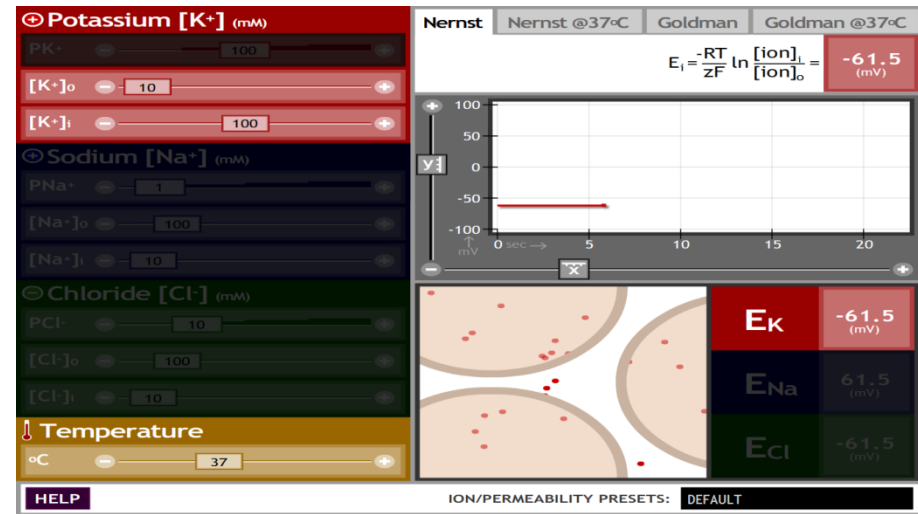 ⊕Potassium [K⁺] (mM)
PK⁺ 100
[K⁺]o 10
[K⁺]i 100
⊕Sodium [Na⁺] (mM)
PNa⁺ 1
[Na⁺]o 100
[Na⁺]i 10
⊖Chloride [Cl⁻] (mM)
PCl⁻ 10
[Cl⁻]o 100
[Cl⁻]i 10
Temperature
ºC 37
HELP
Nernst Nernst @37ºC Goldman Goldman @37ºC
Eᵢ = -RT/zF ln [ion]i/[ion]o = -61.5
(mV)
100
50
0
-50
-100
y
mV
0 sec → 5 10 15 20
x
EK -61.5
(mV)
ENa 61.5
(mV)
ECl -61.5
(mV)
ION/PERMEABILITY PRESETS: DEFAULT